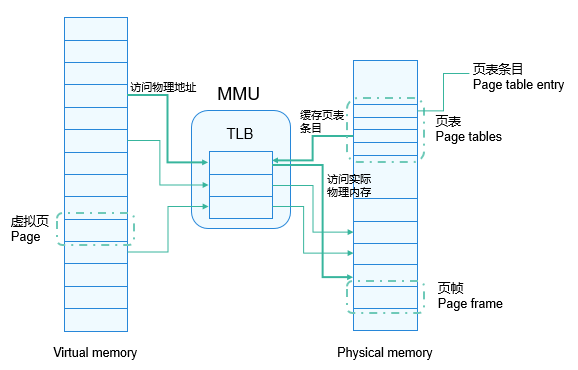 访问物理地址
MMU
TLB
缓存页表
条目
访问实际
物理内存
页表条目
Page table entry
页表
Page tables
虚拟页
Page
页帧
Page frame
Virtual memory
Physical memory